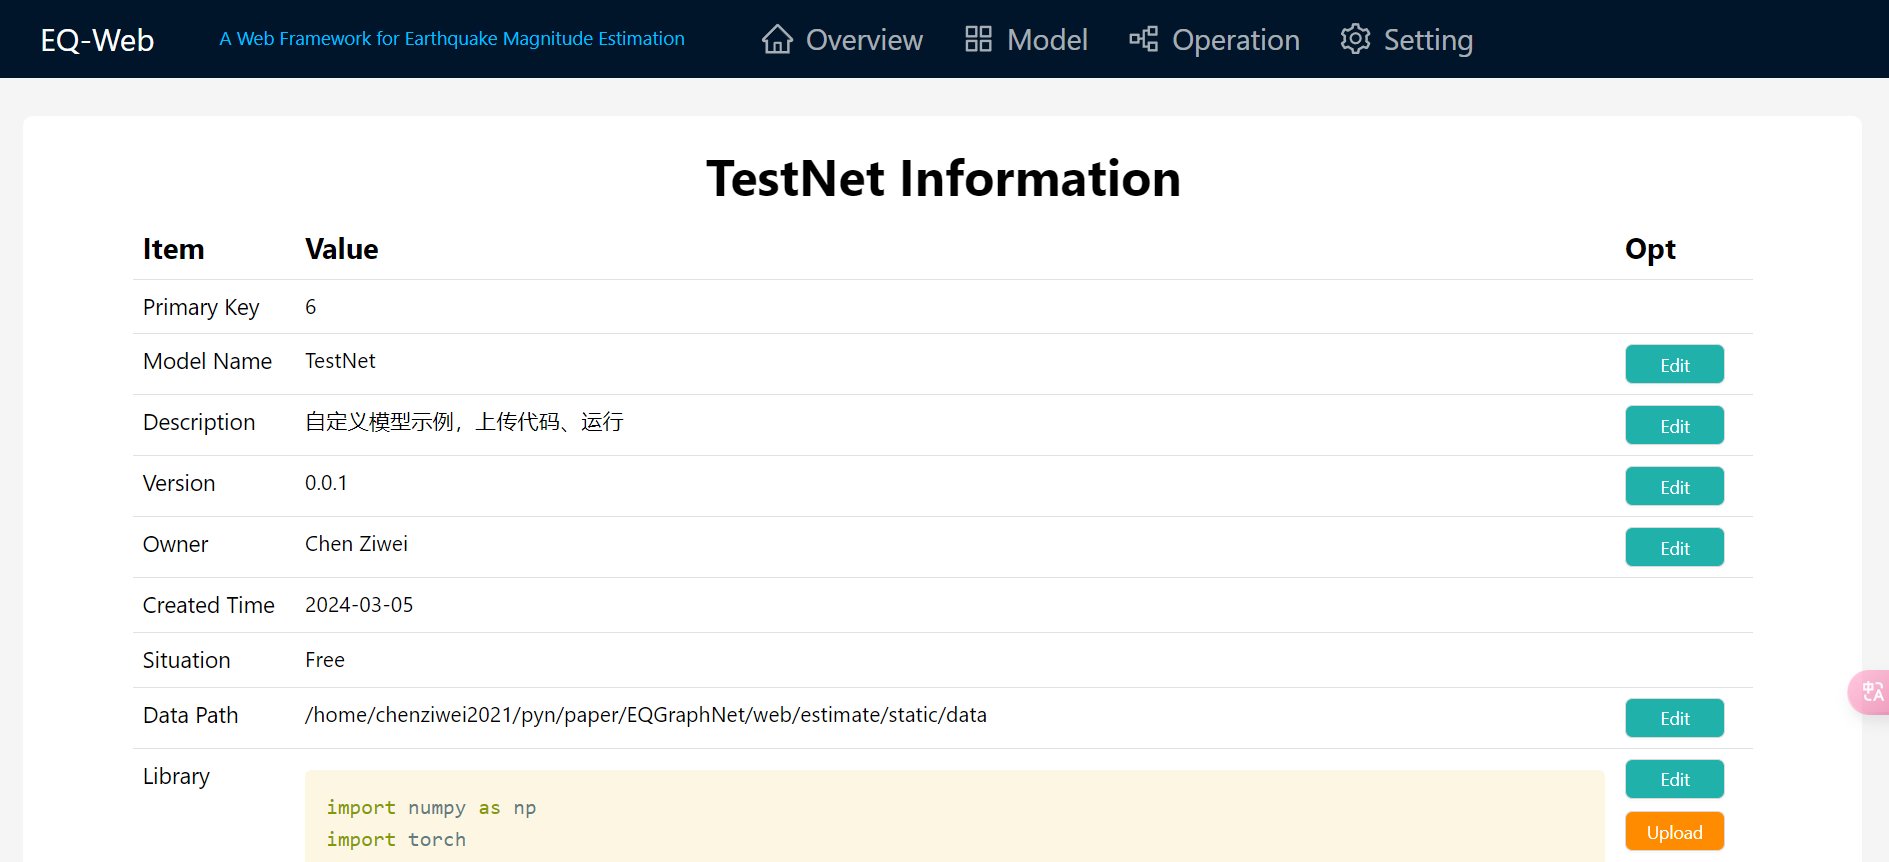 EQ-Web A Web Framework for Earthquake Magnitude Estimation Overview Model Operation Setting
TestNet Information
Item Value Opt
Primary Key 6
Model Name TestNet Edit
Description 自定义模型示例，上传代码、运行 Edit
Version 0.0.1 Edit
Owner Chen Ziwei Edit
Created Time 2024-03-05
Situation Free
Data Path /home/chenziwei2021/pyn/paper/EQGraphNet/web/estimate/static/data Edit
Library Edit
import numpy as np
import torch
Upload
中 A